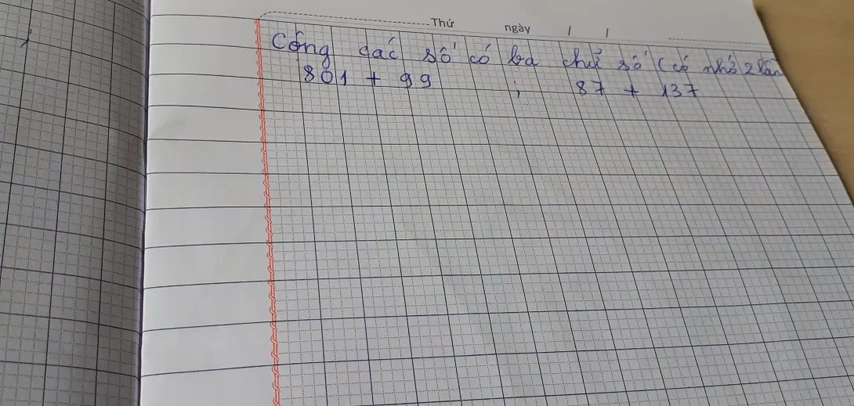 Thứ ngày / /
Cộng các số có ba chữ số (có nhớ 2 lần
801 + 99 ; 87 + 137